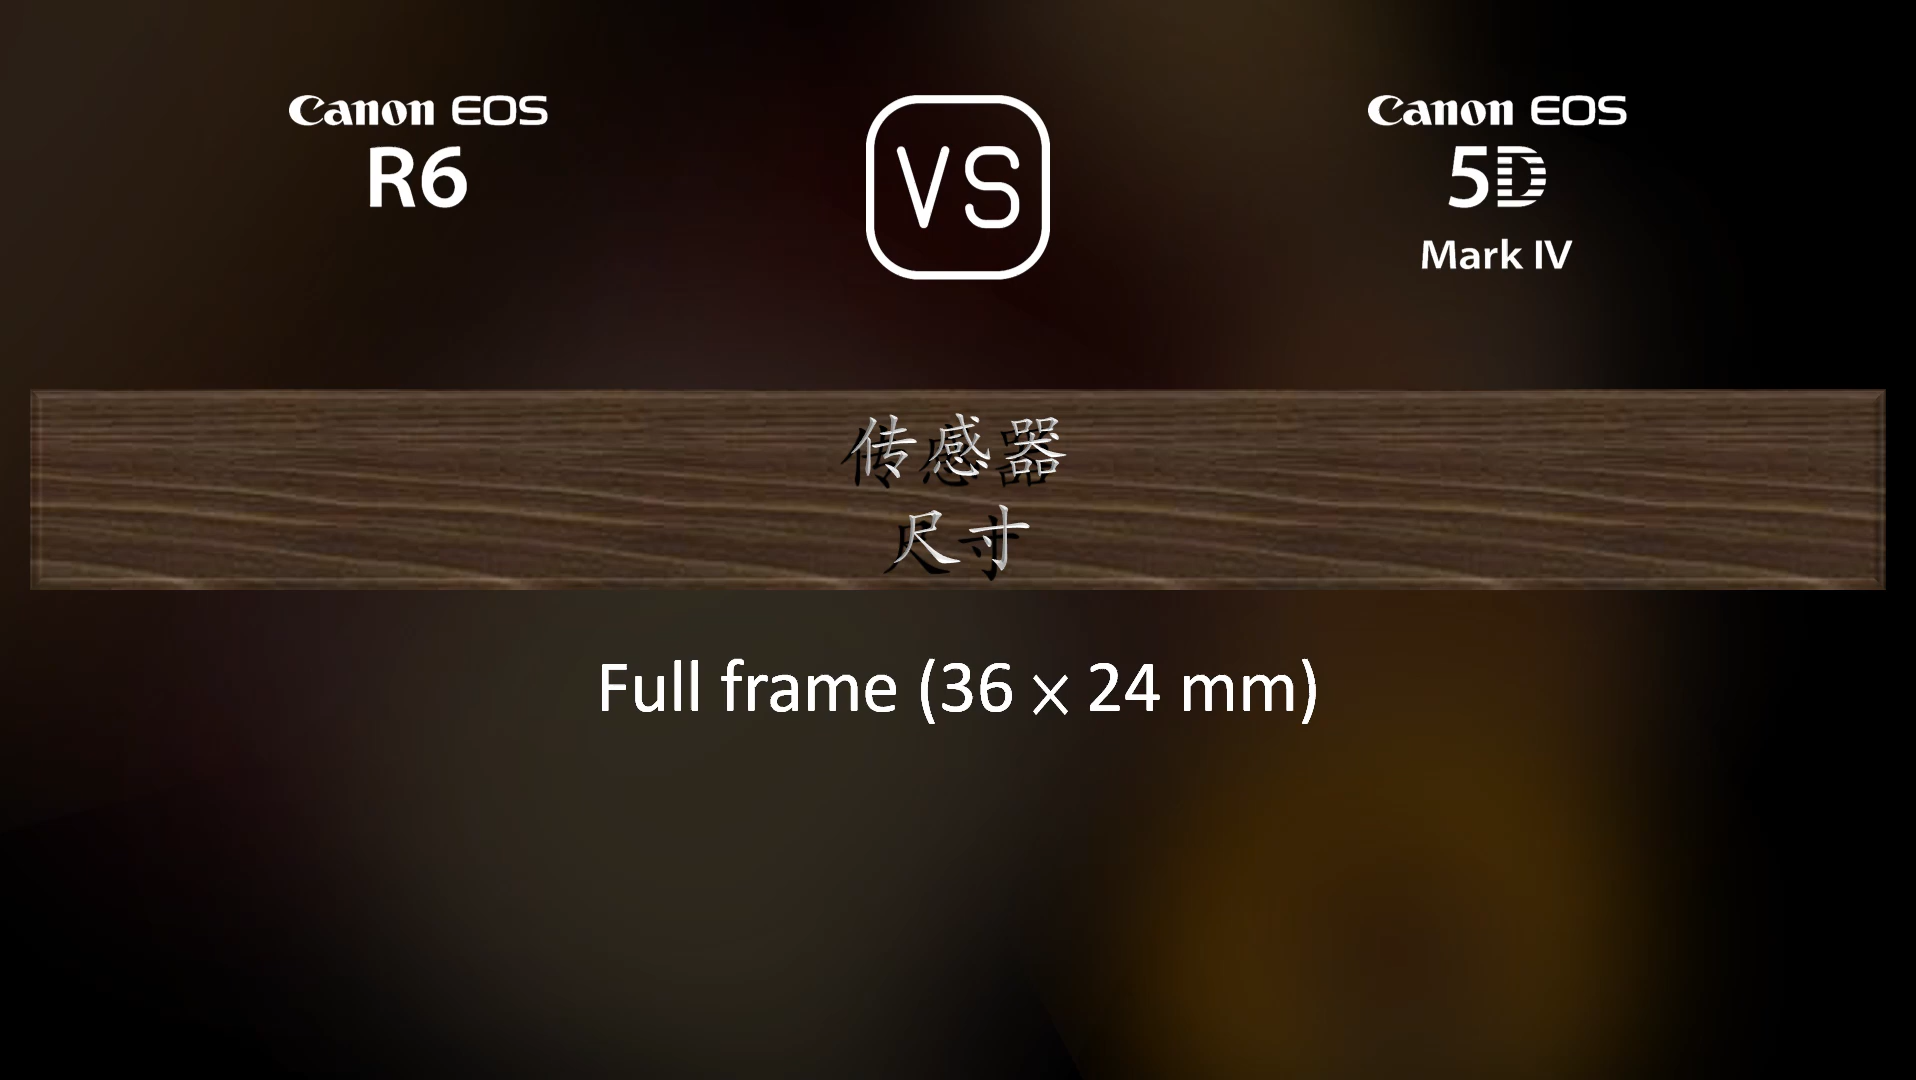 Canon EOS
R6
VS
Canon EOS
5D
Mark IV
传感器
尺寸
Full frame (36 x 24 mm)